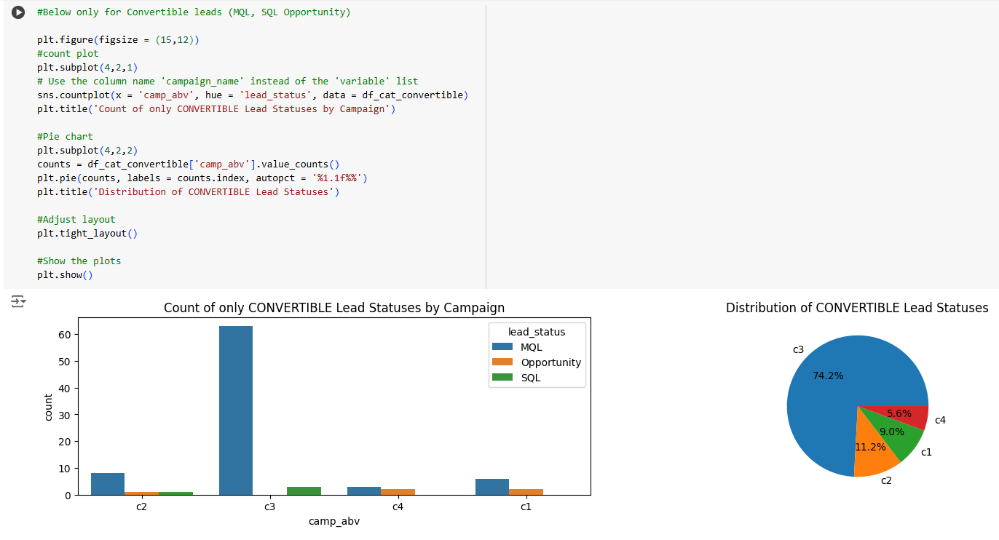 #Below only for Convertible leads (MQL, SQL Opportunity)
plt.figure(figsize = (15,12))
#count plot
plt.subplot(4,2,1)
# Use the column name 'campaign_name' instead of the 'variable' list
sns.countplot(x = 'camp_abv', hue = 'lead_status', data = df_cat_convertible)
plt.title('Count of only CONVERTIBLE Lead Statuses by Campaign')
#Pie chart
plt.subplot(4,2,2)
counts = df_cat_convertible['camp_abv'].value_counts()
plt.pie(counts, labels = counts.index, autopct = '%1.1f%%')
plt.title('Distribution of CONVERTIBLE Lead Statuses')
#Adjust layout
plt.tight_layout()
#Show the plots
plt.show()
Count of only CONVERTIBLE Lead Statuses by Campaign
60
50
40
30
20
10
0
count
lead_status
MQL
Opportunity
SQL
c2 c3 c4 c1
camp_abv
Distribution of CONVERTIBLE Lead Statuses
c3
74.2%
5.6%
c4
9.0%
11.2%
c1
c2